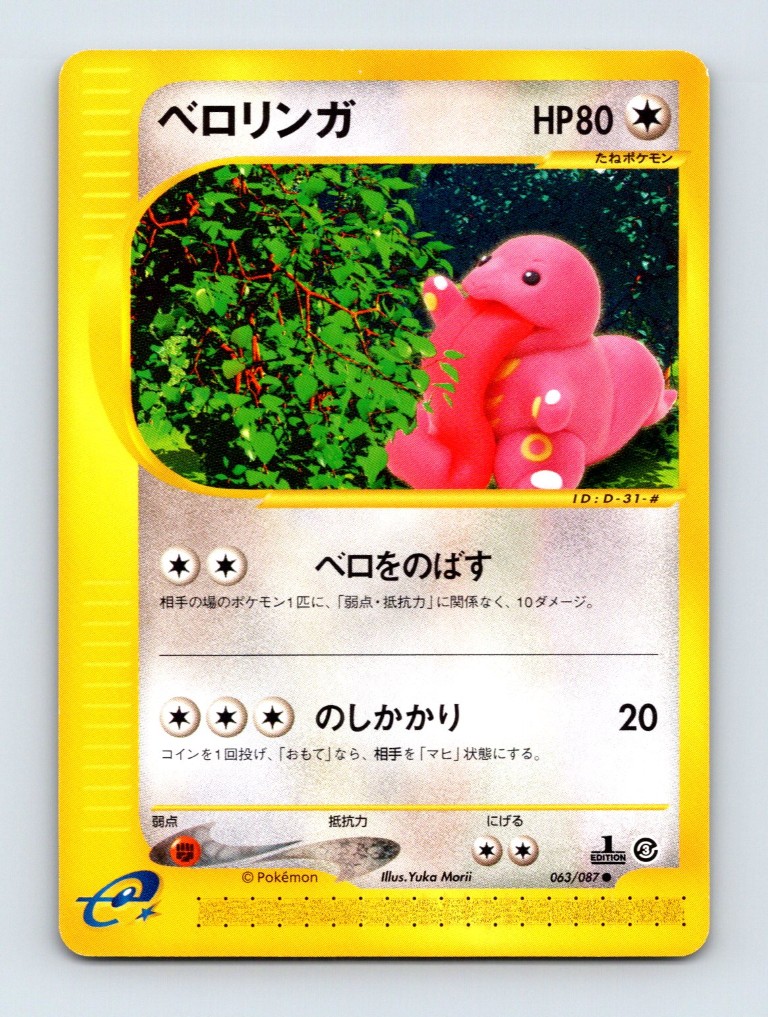 ベロリンガ HP80
たねポケモン
ID:D-31-#
ベロをのばす
相手の場のポケモン1匹に、「弱点・抵抗力」に関係なく、10ダメージ。
のしかかり 20
コインを1回投げ、「おもて」なら、相手を「マヒ」状態にする。
弱点 抵抗力 にげる
1
EDITION
3
©Pokémon Illus.Yuka Morii 063/087●
e